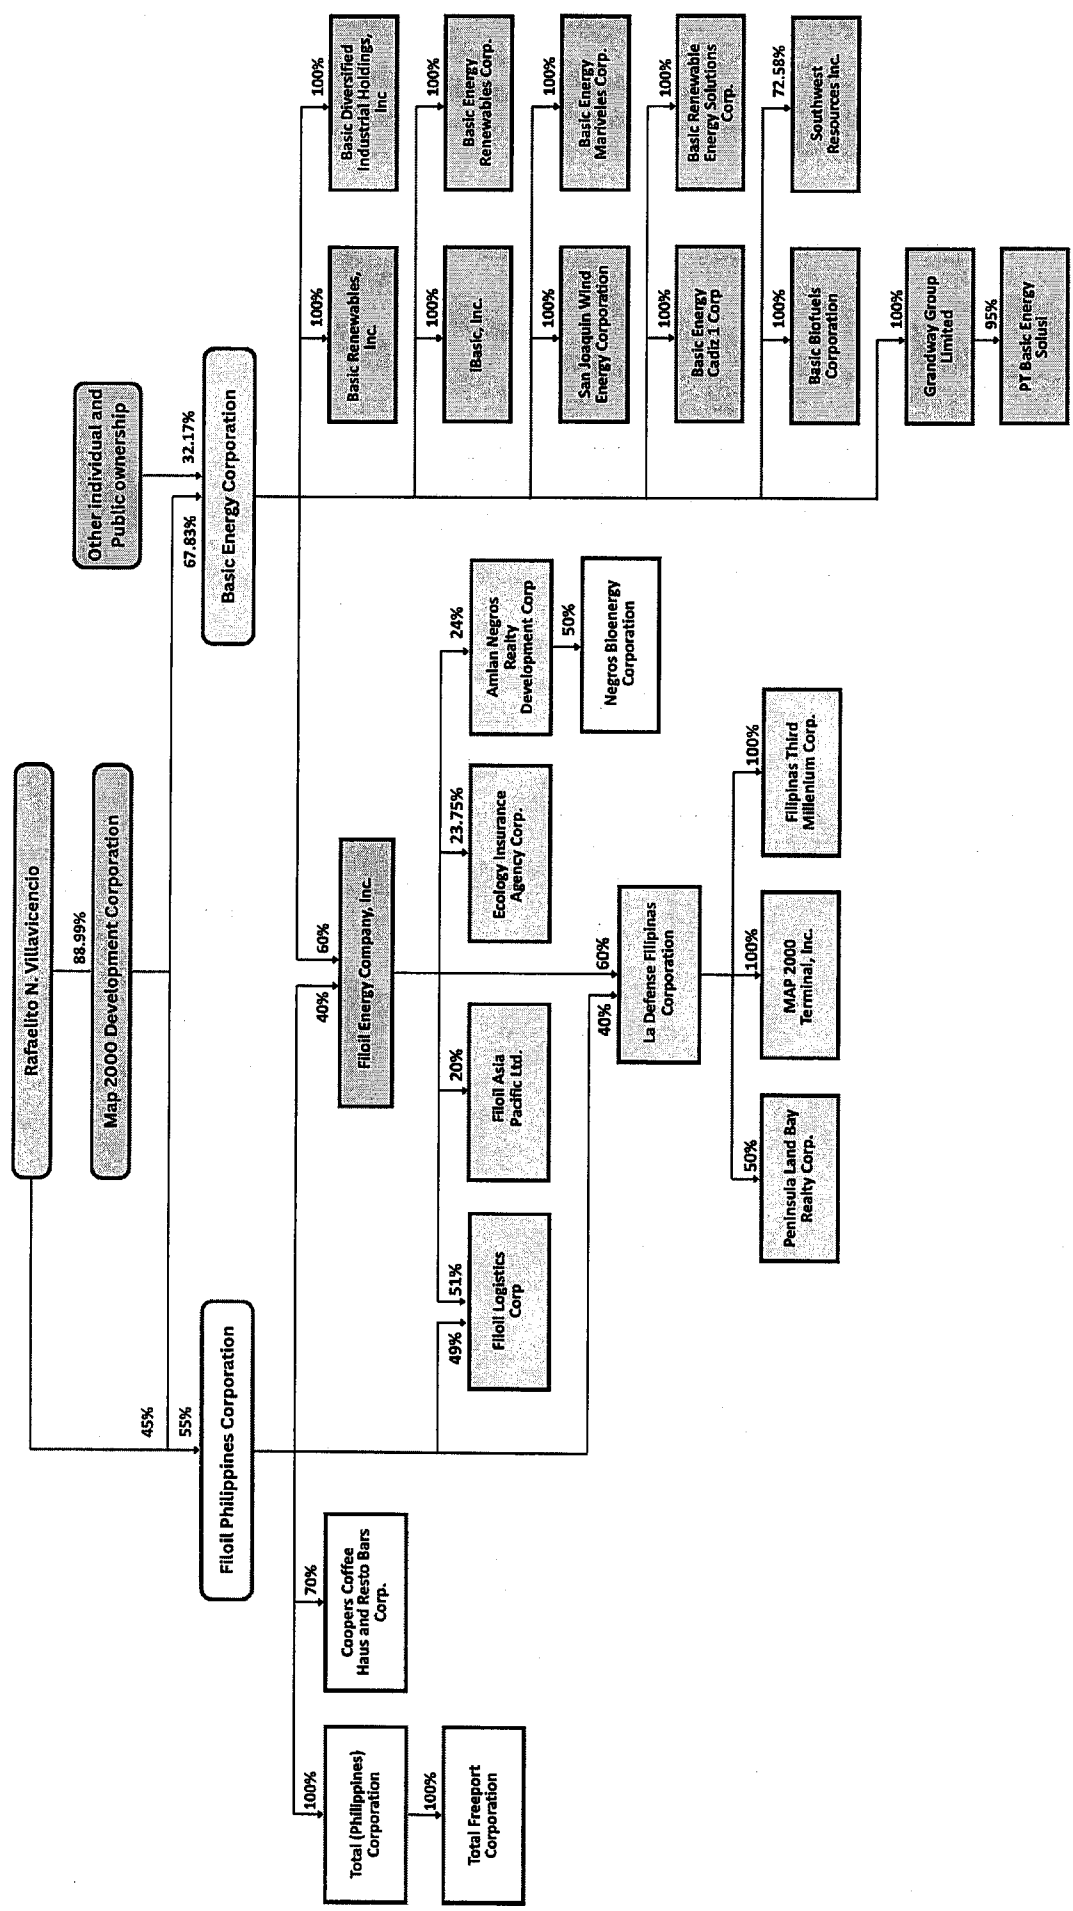 Rafaelito N. Villavicencio
88.99%
Map 2000 Development Corporation
Other individual and
Public ownership
45%
55%
67.83%
32.17%
Filoil Philippines Corporation
Basic Energy Corporation
100%
70%
40%
60%
100%
100%
Total (Philippines)
Corporation
Coopers Coffee
Haus and Resto Bars
Corp.
Filoil Energy Company, Inc.
Basic Renewables,
Inc.
Basic Diversified
Industrial Holdings,
Inc
100%
Total Freeport
Corporation
49%
51%
20%
23.75%
24%
100%
100%
Filoil Logistics
Corp
Filoil Asia
Pacific Ltd.
Ecology Insurance
Agency Corp.
Amlan Negros
Realty
Development Corp
iBasic, Inc.
Basic Energy
Renewables Corp.
50%
Negros Bioenergy
Corporation
100%
100%
San Joaquin Wind
Energy Corporation
Basic Energy
Mariveles Corp.
40%
60%
La Defense Filipinas
Corporation
100%
100%
Basic Energy
Cadiz 1 Corp
Basic Renewable
Energy Solutions
Corp.
50%
100%
100%
Peninsula Land Bay
Realty Corp.
MAP 2000
Terminal, Inc.
Filipinas Third
Millenium Corp.
100%
72.58%
Basic Biofuels
Corporation
Southwest
Resources Inc.
100%
Grandway Group
Limited
95%
PT Basic Energy
Solusi